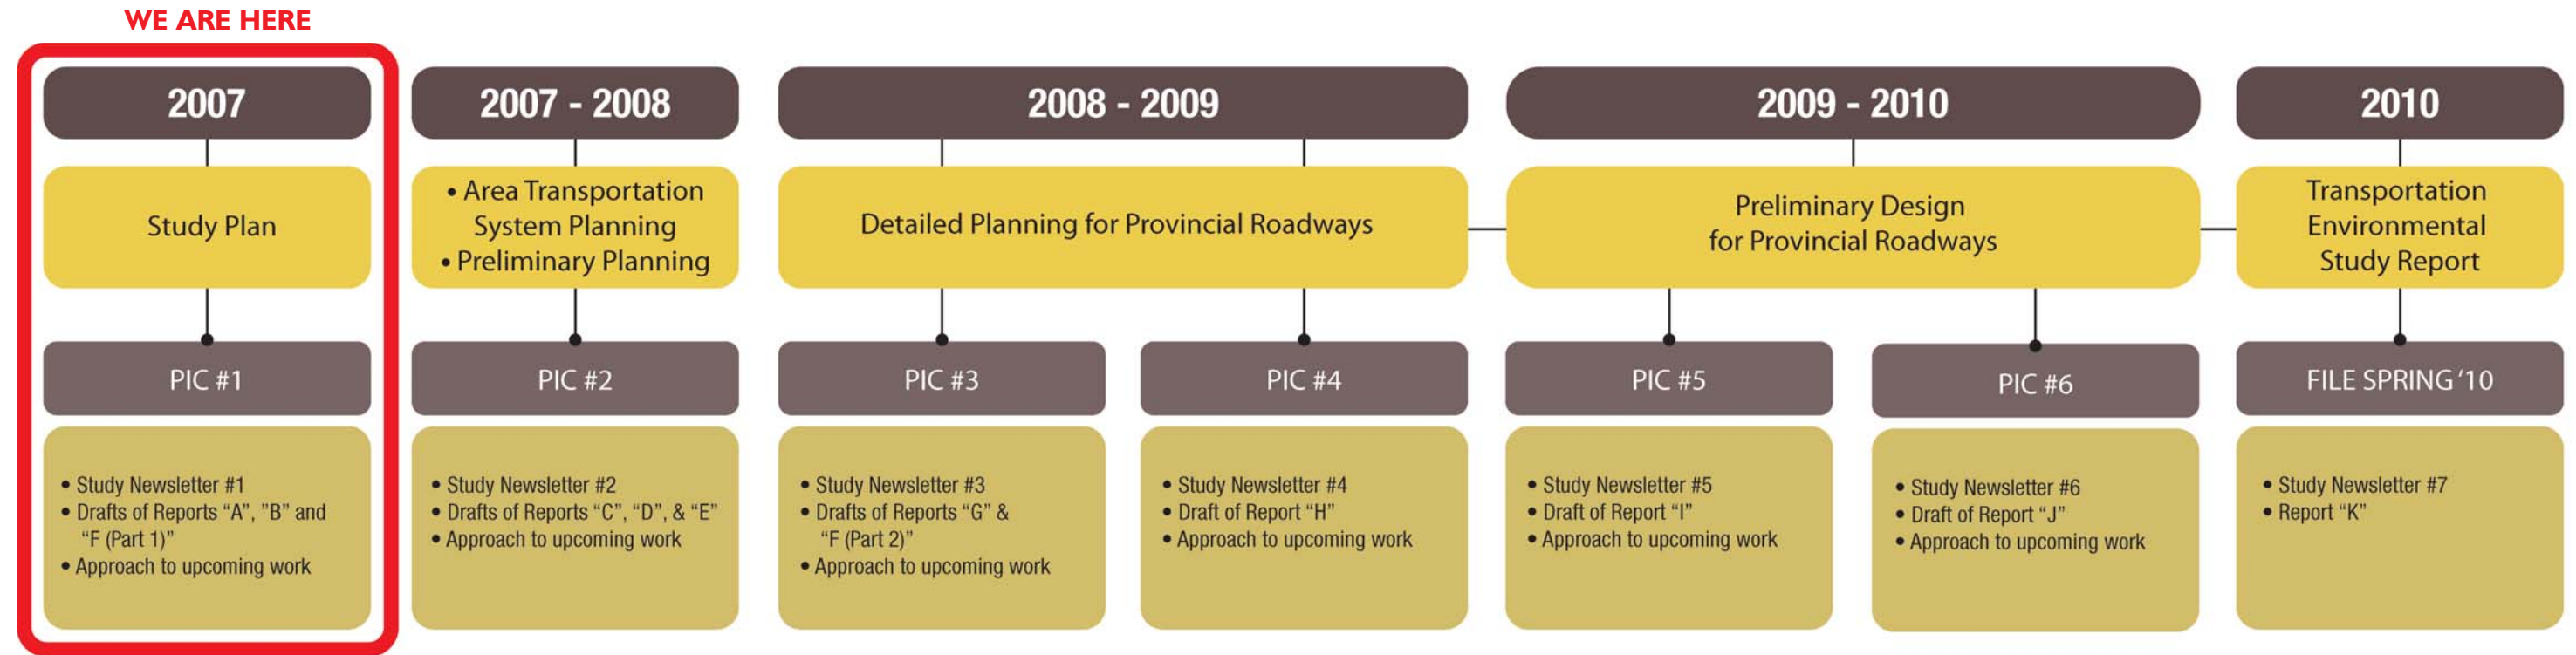 WE ARE HERE
2007
Study Plan
PIC #1
• Study Newsletter #1
• Drafts of Reports “A”, ”B” and
“F (Part 1)”
• Approach to upcoming work
2007 - 2008
• Area Transportation
System Planning
• Preliminary Planning
PIC #2
• Study Newsletter #2
• Drafts of Reports “C”, “D”, & “E”
• Approach to upcoming work
2008 - 2009
Detailed Planning for Provincial Roadways
PIC #3
• Study Newsletter #3
• Drafts of Reports “G” &
“F (Part 2)”
• Approach to upcoming work
PIC #4
• Study Newsletter #4
• Draft of Report “H”
• Approach to upcoming work
2009 - 2010
Preliminary Design
for Provincial Roadways
PIC #5
• Study Newsletter #5
• Draft of Report “I”
• Approach to upcoming work
PIC #6
• Study Newsletter #6
• Draft of Report “J”
• Approach to upcoming work
2010
Transportation
Environmental
Study Report
FILE SPRING ‘10
• Study Newsletter #7
• Report “K”